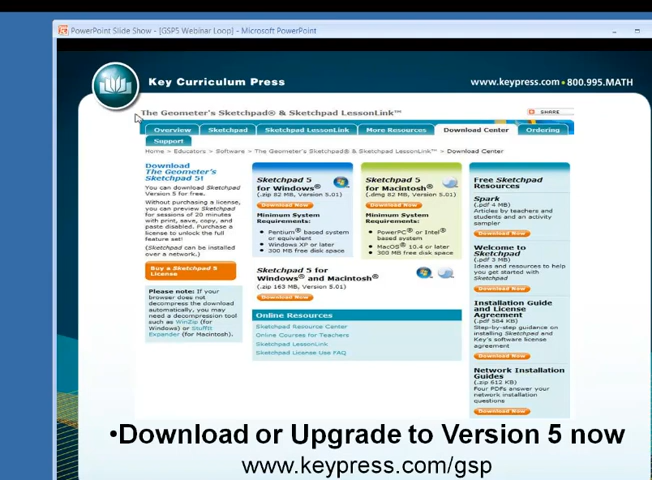 PowerPoint Slide Show - [GSP5 Webinar Loop] - Microsoft PowerPoint
Key Curriculum Press
www.keypress.com • 800.995.MATH
The Geometer's Sketchpad® & Sketchpad LessonLink™
SHARE
Overview
Sketchpad
Sketchpad LessonLink
More Resources
Download Center
Ordering
Support
Home > Educators > Software > The Geometer's Sketchpad & Sketchpad LessonLink™ > Download Center
Download
The Geometer's
Sketchpad 5!
You can download Sketchpad
Version 5 for free.
Without purchasing a license,
you can preview Sketchpad
for sessions of 20 minutes
with print, save, copy, and
paste disabled. Purchase a
license to unlock the full
feature set!
(Sketchpad can be installed
over a network.)
Buy a Sketchpad 5
License
Please note: If your
browser does not
decompress the download
automatically, you may
need a decompression tool
such as WinZip (for
Windows) or StuffIt
Expander (for Macintosh).
Sketchpad 5
for Windows®
(.zip 82 MB, Version 5.01)
Download Now
Minimum System
Requirements:
• Pentium® based system
or equivalent
• Windows XP or later
• 300 MB free disk space
Sketchpad 5
for Macintosh®
(.dmg 82 MB, Version 5.01)
Download Now
Minimum System
Requirements:
• PowerPC or Intel®
based system
• MacOS® 10.4 or later
• 300 MB free disk space
Sketchpad 5 for
Windows® and Macintosh®
(.zip 163 MB, Version 5.01)
Download Now
Online Resources
Sketchpad Resource Center
Online Courses for Teachers
Sketchpad LessonLink
Sketchpad License Use FAQ
Free Sketchpad
Resources
Spark
(.pdf 4 MB)
Articles by teachers and
students and an activity
sampler
Download Now
Welcome to
Sketchpad
(.pdf 3 MB)
Ideas and resources to help
you get started with
Sketchpad
Download Now
Installation Guide
and License
Agreement
(.pdf 584 KB)
Step-by-step guidance on
installing Sketchpad and
Key's software license
agreement
Download Now
Network Installation
Guides
(.zip 612 KB)
Four PDFs answer your
network installation
questions
Download Now
•Download or Upgrade to Version 5 now
www.keypress.com/gsp